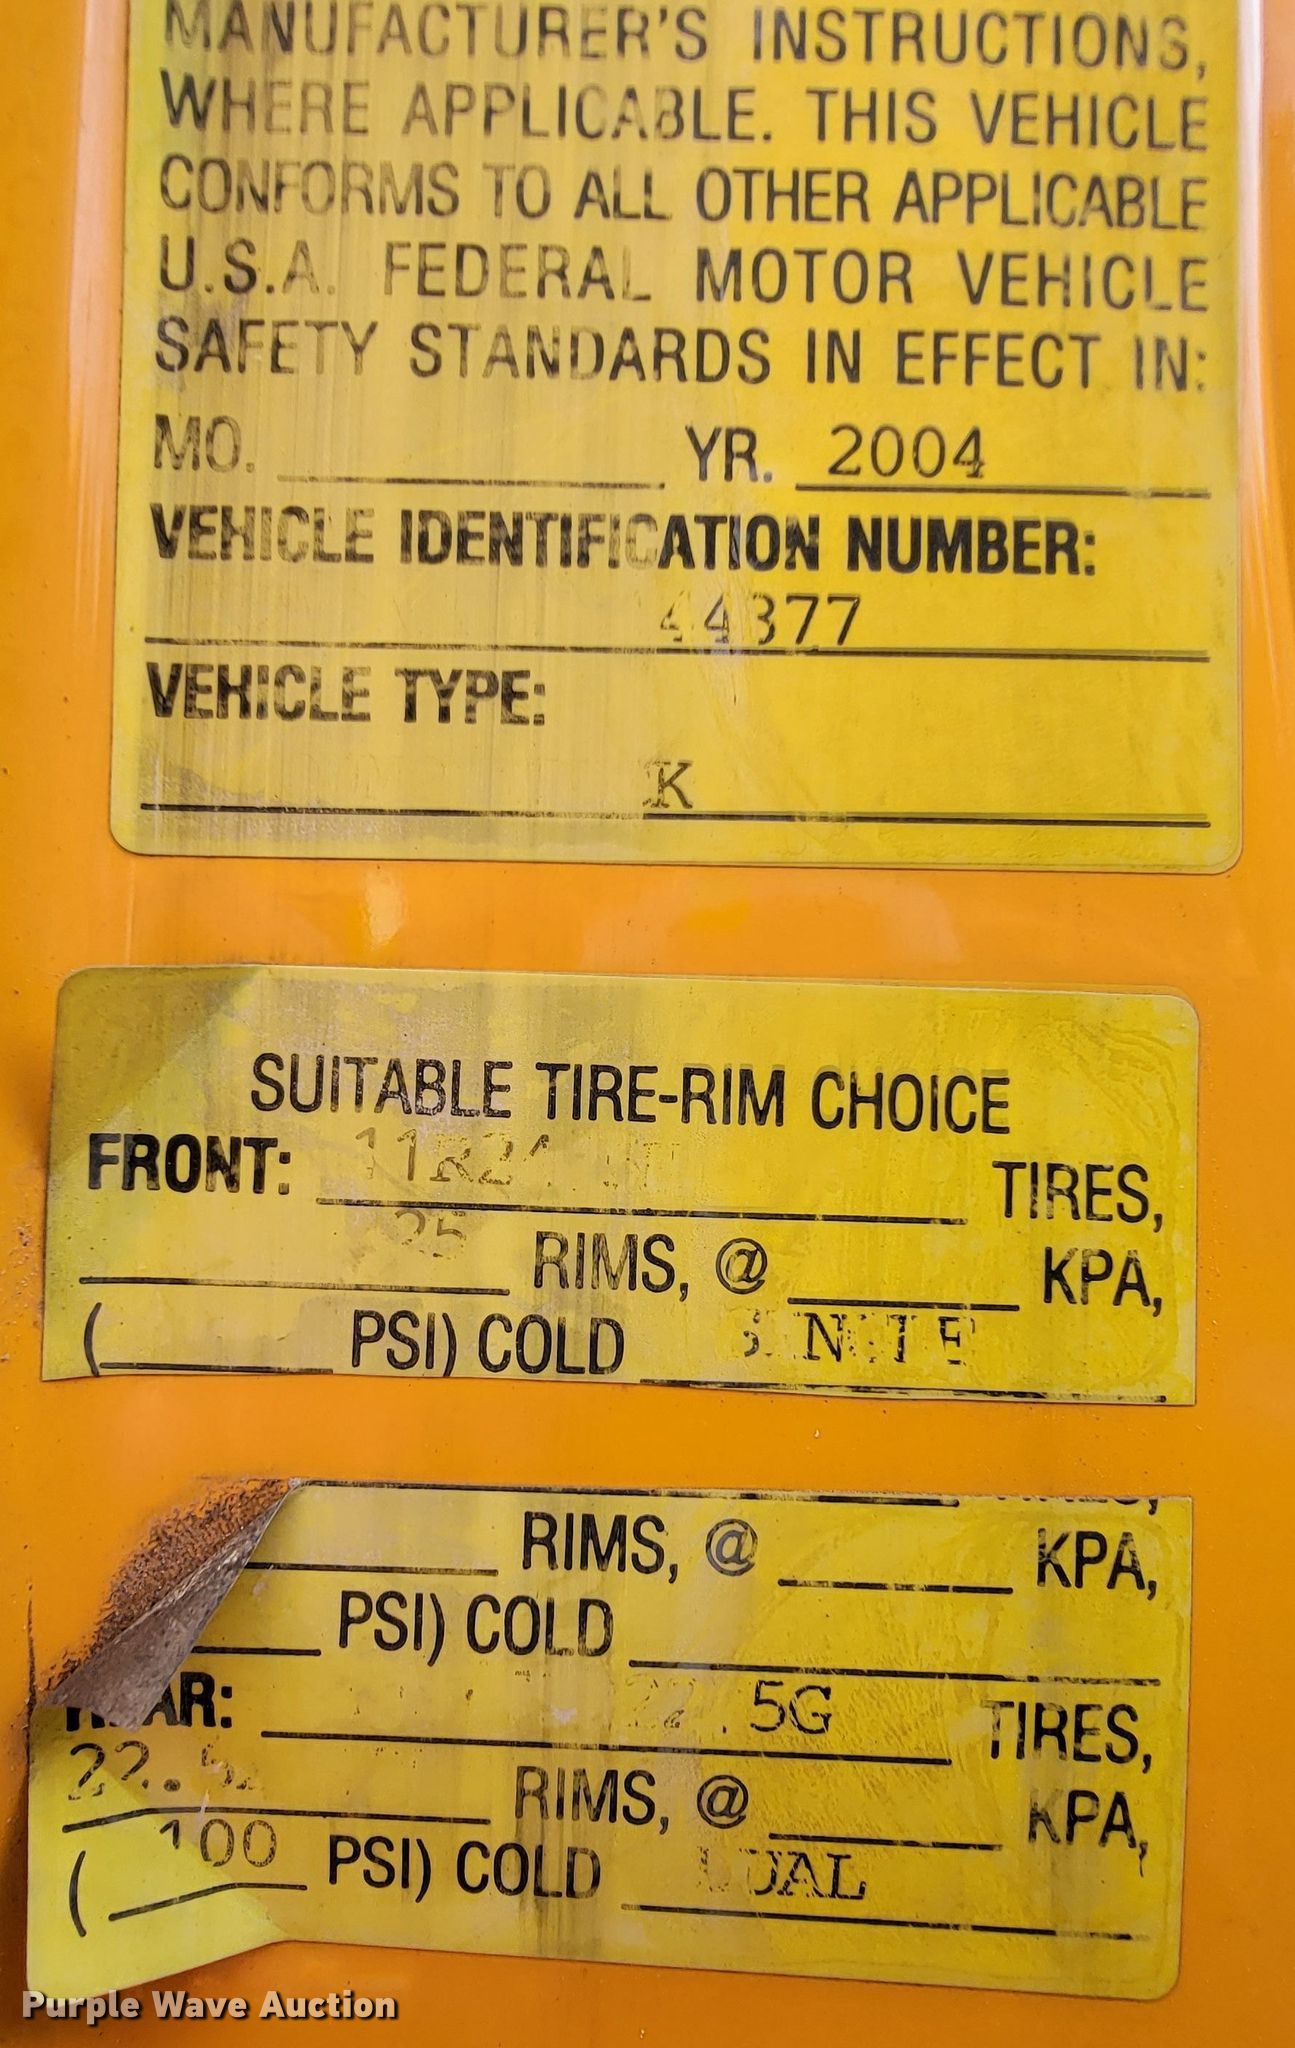 MANUFACTURER'S INSTRUCTIONS,
WHERE APPLICABLE. THIS VEHICLE
CONFORMS TO ALL OTHER APPLICABLE
U.S.A. FEDERAL MOTOR VEHICLE
SAFETY STANDARDS IN EFFECT IN:
MO. YR. 2004
VEHICLE IDENTIFICATION NUMBER:
44377
VEHICLE TYPE:
SUITABLE TIRE-RIM CHOICE
FRONT: TIRES,
RIMS, @ KPA,
( PSI) COLD
RIMS, @ KPA,
PSI) COLD
REAR: TIRES,
RIMS, @ KPA,
(100 PSI) COLD DUAL
Purple Wave Auction